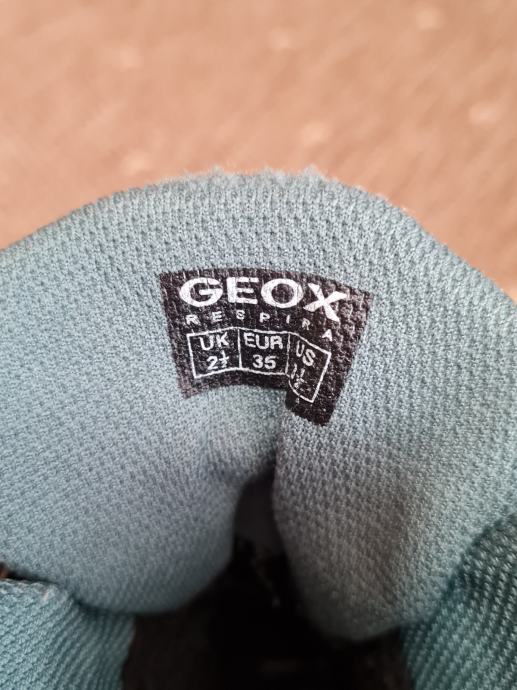 GEOX
RESPIRA
UK EUR US
2½ 35